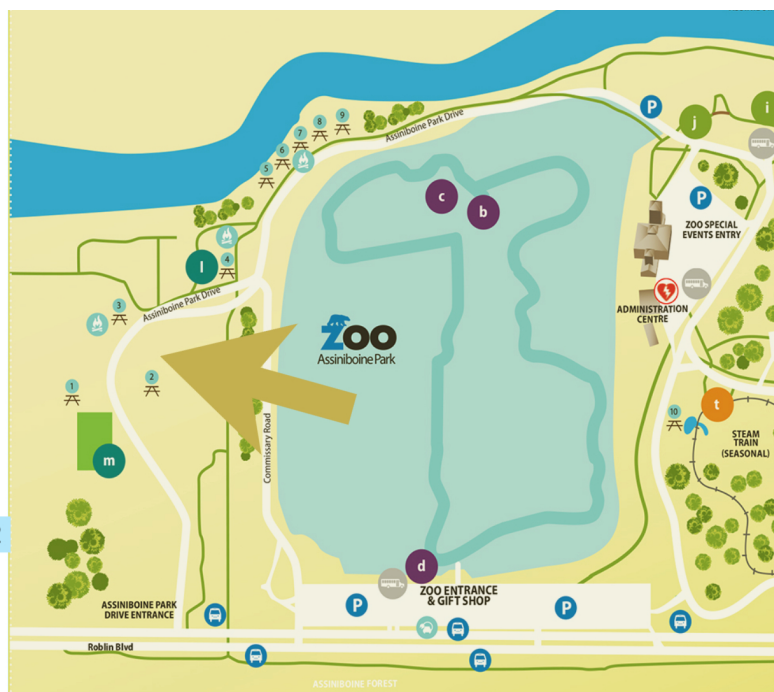 9
8
7
6
5
Assiniboine Park Drive
P
j
i
c
b
P
ZOO SPECIAL
EVENTS ENTRY
4
l
3
Assiniboine Park Drive
ADMINISTRATION
CENTRE
ZOO
Assiniboine Park
1
2
10
t
STEAM
TRAIN
(SEASONAL)
Commissary Road
m
d
ZOO ENTRANCE
& GIFT SHOP
P
P
ASSINIBOINE PARK
DRIVE ENTRANCE
Roblin Blvd
ASSINIBOINE FOREST